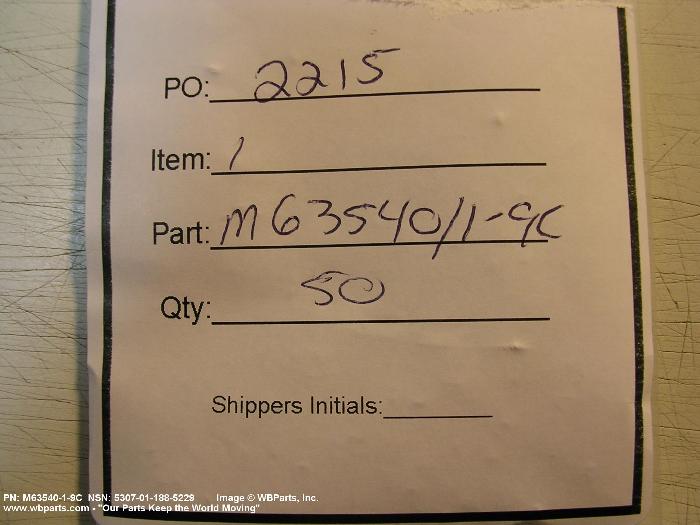 PO: 2215
Item: 1
Part: M63540/1-9C
Qty: 50
Shippers Initials:
PN: M63540-1-9C NSN: 5307-01-188-5229 Image © WBParts, Inc.
www.wbparts.com - "Our Parts Keep the World Moving"